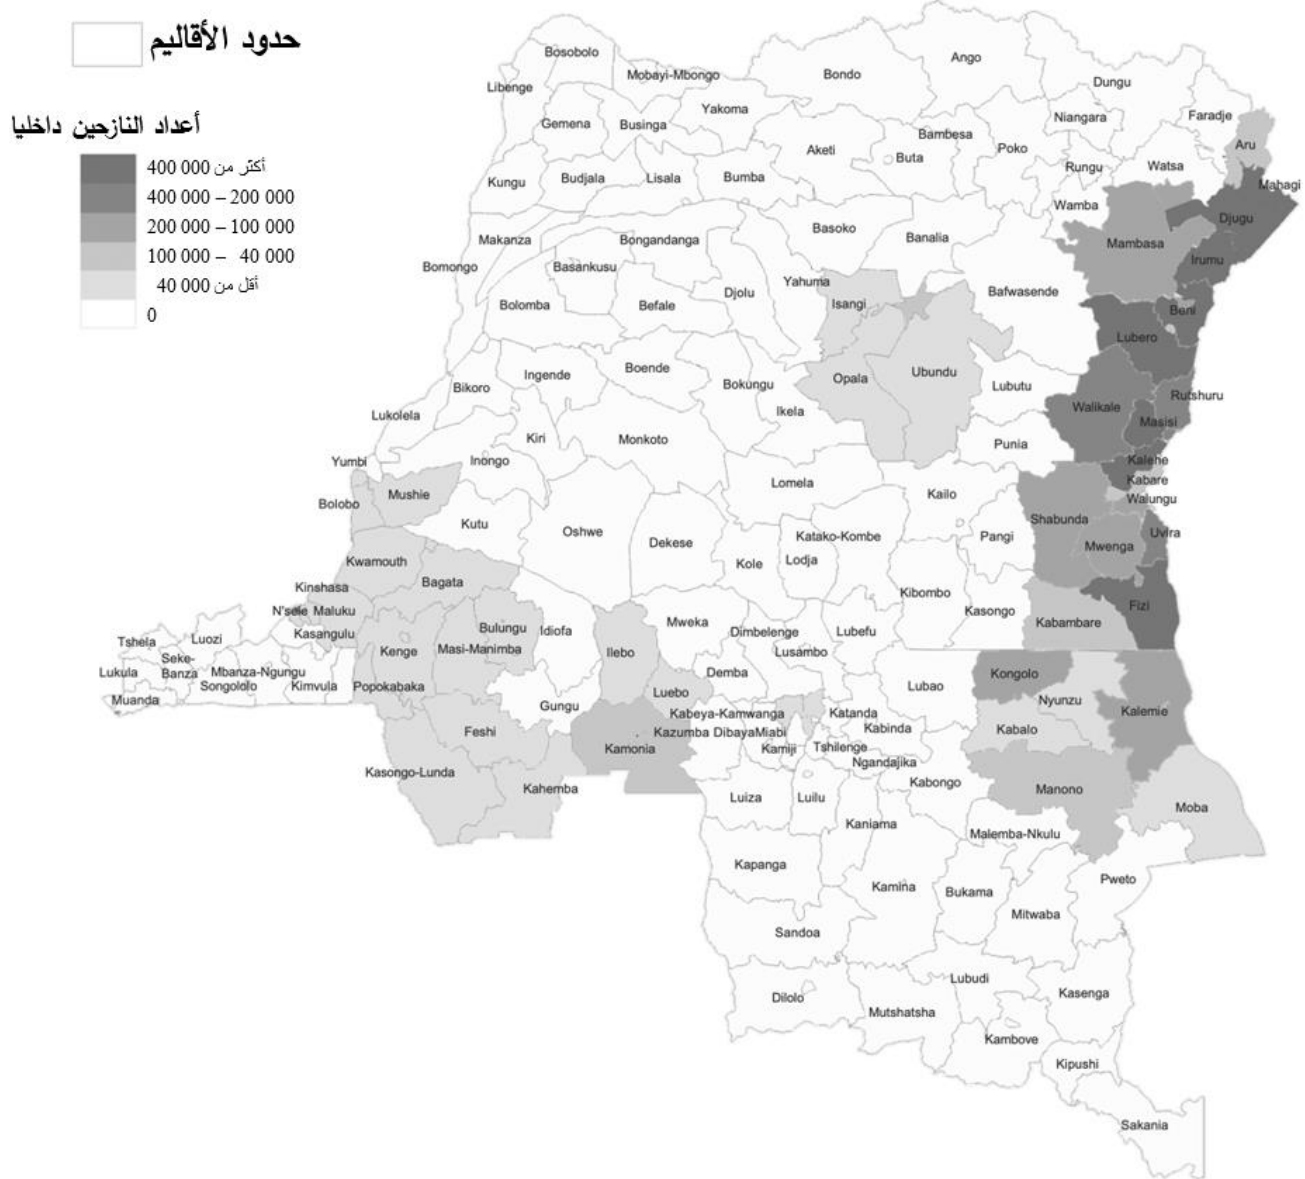 حدود الأقاليم
أعداد النازحين داخليا
أكثر من 000 400
400 000 – 200 000
200 000 – 100 000
100 000 – 40 000
أقل من 000 40
0
Bosobolo
Ango
Mobayi-Mbongo
Bondo
Dungu
Libenge
Yakoma
Faradje
Gemena
Businga
Niangara
Bambesa
Aru
Aketi
Buta
Poko
Rungu
Watsa
Kungu
Budjala
Lisala
Bumba
Mahagi
Wamba
Djugu
Makanza
Bongandanga
Basoko
Banalia
Mambasa
Bomongo
Basankusu
Irumu
Yahuma
Djolu
Bafwasende
Bolomba
Befale
Isangi
Beni
Lubero
Ingende
Boende
Opala
Ubundu
Bikoro
Bokungu
Lubutu
Rutshuru
Ikela
Walikale
Lukolela
Masisi
Kiri
Monkoto
Punia
Yumbi
Inongo
Kalehe
Kabare
Lomela
Mushie
Kailo
Walungu
Bolobo
Kutu
Shabunda
Oshwe
Katako-Kombe
Pangi
Uvira
Dekese
Mwenga
Kwamouth
Kole
Lodja
Bagata
Kinshasa
Kibombo
N'sele Maluku
Kasongo
Fizi
Mweka
Kabambare
Kasangulu
Bulungu
Idiofa
Dimbelenge
Lubefu
Tshela
Luozi
Kenge
Masi-Manimba
Ilebo
Lusambo
Seke-
Banza
Lukula
Mbanza-Ngungu
Demba
Kongolo
Songololo
Kimvula
Popokabaka
Luebo
Lubao
Muanda
Nyunzu
Gungu
Kabeya-Kamwanga
Katanda
Kalemie
Feshi
Kazumba
Dibaya
Miabi
Kabinda
Kabalo
Kamonia
Kamiji
Tshilenge
Ngandajika
Kasongo-Lunda
Kahemba
Kabongo
Manono
Luiza
Luilu
Moba
Kaniama
Malemba-Nkulu
Kapanga
Pweto
Kamina
Bukama
Mitwaba
Sandoa
Lubudi
Dilolo
Kasenga
Mutshatsha
Kambove
Kipushi
Sakania